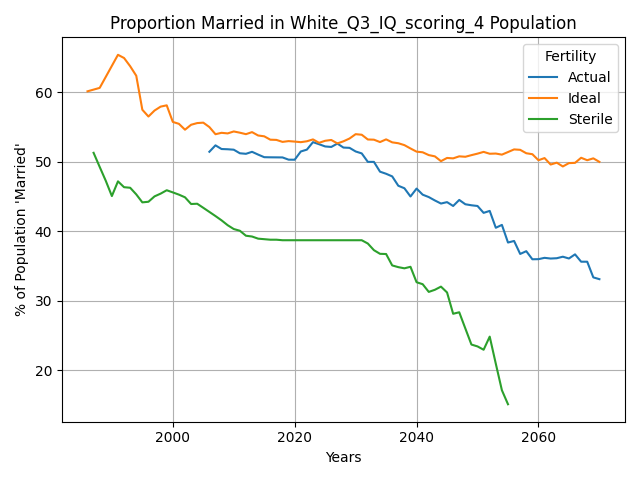 Proportion Married in White_Q3_IQ_scoring_4 Population
Fertility
Actual
Ideal
Sterile
% of Population 'Married'
60
50
40
30
20
2000
2020
2040
2060
Years